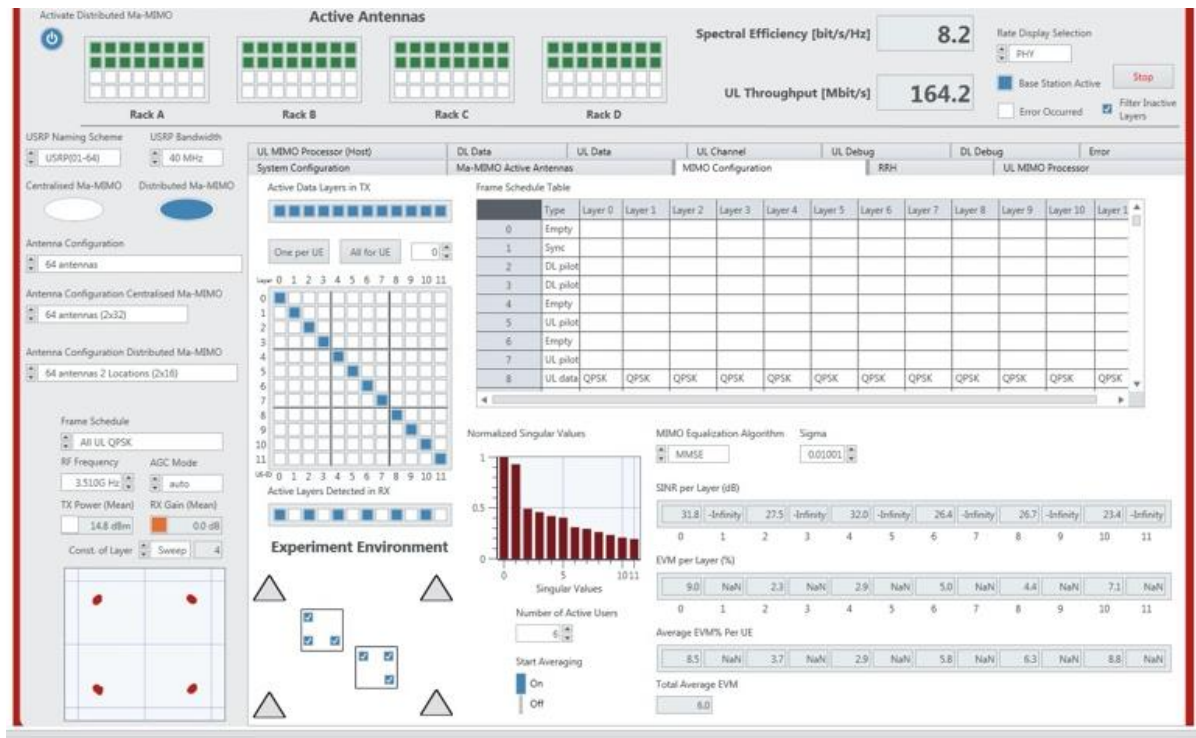 Activate Distributed Ma-MIMO
Active Antennas
Rack A Rack B Rack C Rack D
Spectral Efficiency [bit/s/Hz] 8.2
UL Throughput [Mbit/s] 164.2
Rate Display Selection
PHY
Base Station Active
Stop
Error Occurred
Filter Inactive
Layers
USRP Naming Scheme USRP Bandwidth
USRP(01-64) 40 MHz
Centralised Ma-MIMO Distributed Ma-MIMO
Antenna Configuration
64 antennas
Antenna Configuration Centralised Ma-MIMO
64 antennas (2x32)
Antenna Configuration Distributed Ma-MIMO
64 antennas 2 Locations (2x16)
Frame Schedule
All UL QPSK
RF Frequency AGC Mode
3.510G Hz auto
TX Power (Mean) RX Gain (Mean)
14.8 dBm 0.0 dB
Const. of Layer Sweep 4
UL MIMO Processor (Host) DL Data UL Data UL Channel UL Debug DL Debug Error
System Configuration Ma-MIMO Active Antennas MIMO Configuration RRH UL MIMO Processor
Active Data Layers in TX
One per UE All for UE 0
Layer 0 1 2 3 4 5 6 7 8 9 10 11
0
1
2
3
4
5
6
7
8
9
10
11
UE-ID 0 1 2 3 4 5 6 7 8 9 10 11
Active Layers Detected in RX
Experiment Environment
Frame Schedule Table
Type Layer 0 Layer 1 Layer 2 Layer 3 Layer 4 Layer 5 Layer 6 Layer 7 Layer 8 Layer 9 Layer 10 Layer 1
0 Empty
1 Sync
2 DL pilot
3 DL pilot
4 Empty
5 UL pilot
6 Empty
7 UL pilot
8 UL data QPSK QPSK QPSK QPSK QPSK QPSK QPSK QPSK QPSK QPSK QPSK QPSK
Normalized Singular Values
1
0.5
0
0 5 10 11
Singular Values
Number of Active Users
6
Start Averaging
On
Off
MIMO Equalization Algorithm Sigma
MMSE 0.01001
SINR per Layer (dB)
31.8 -Infinity 27.5 -Infinity 32.0 -Infinity 26.4 -Infinity 26.7 -Infinity 23.4 -Infinity
0 1 2 3 4 5 6 7 8 9 10 11
EVM per Layer (%)
9.0 NaN 2.3 NaN 2.9 NaN 5.0 NaN 4.4 NaN 7.1 NaN
0 1 2 3 4 5 6 7 8 9 10 11
Average EVM% Per UE
8.5 NaN 3.7 NaN 2.9 NaN 5.8 NaN 6.3 NaN 8.8 NaN
Total Average EVM
6.0